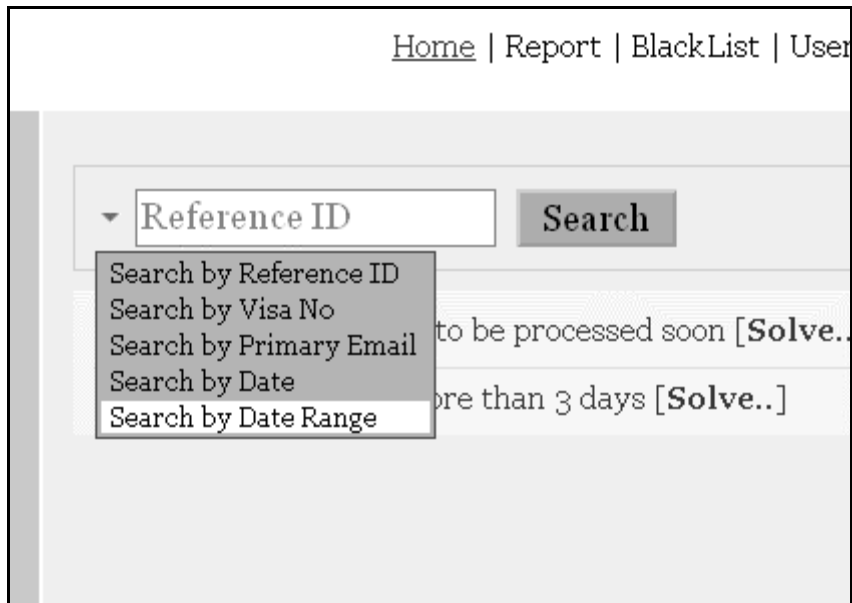 Home | Report | BlackList | User
Reference ID
Search
Search by Reference ID
Search by Visa No
Search by Primary Email
Search by Date
Search by Date Range
to be processed soon [Solve..
ore than 3 days [Solve..]